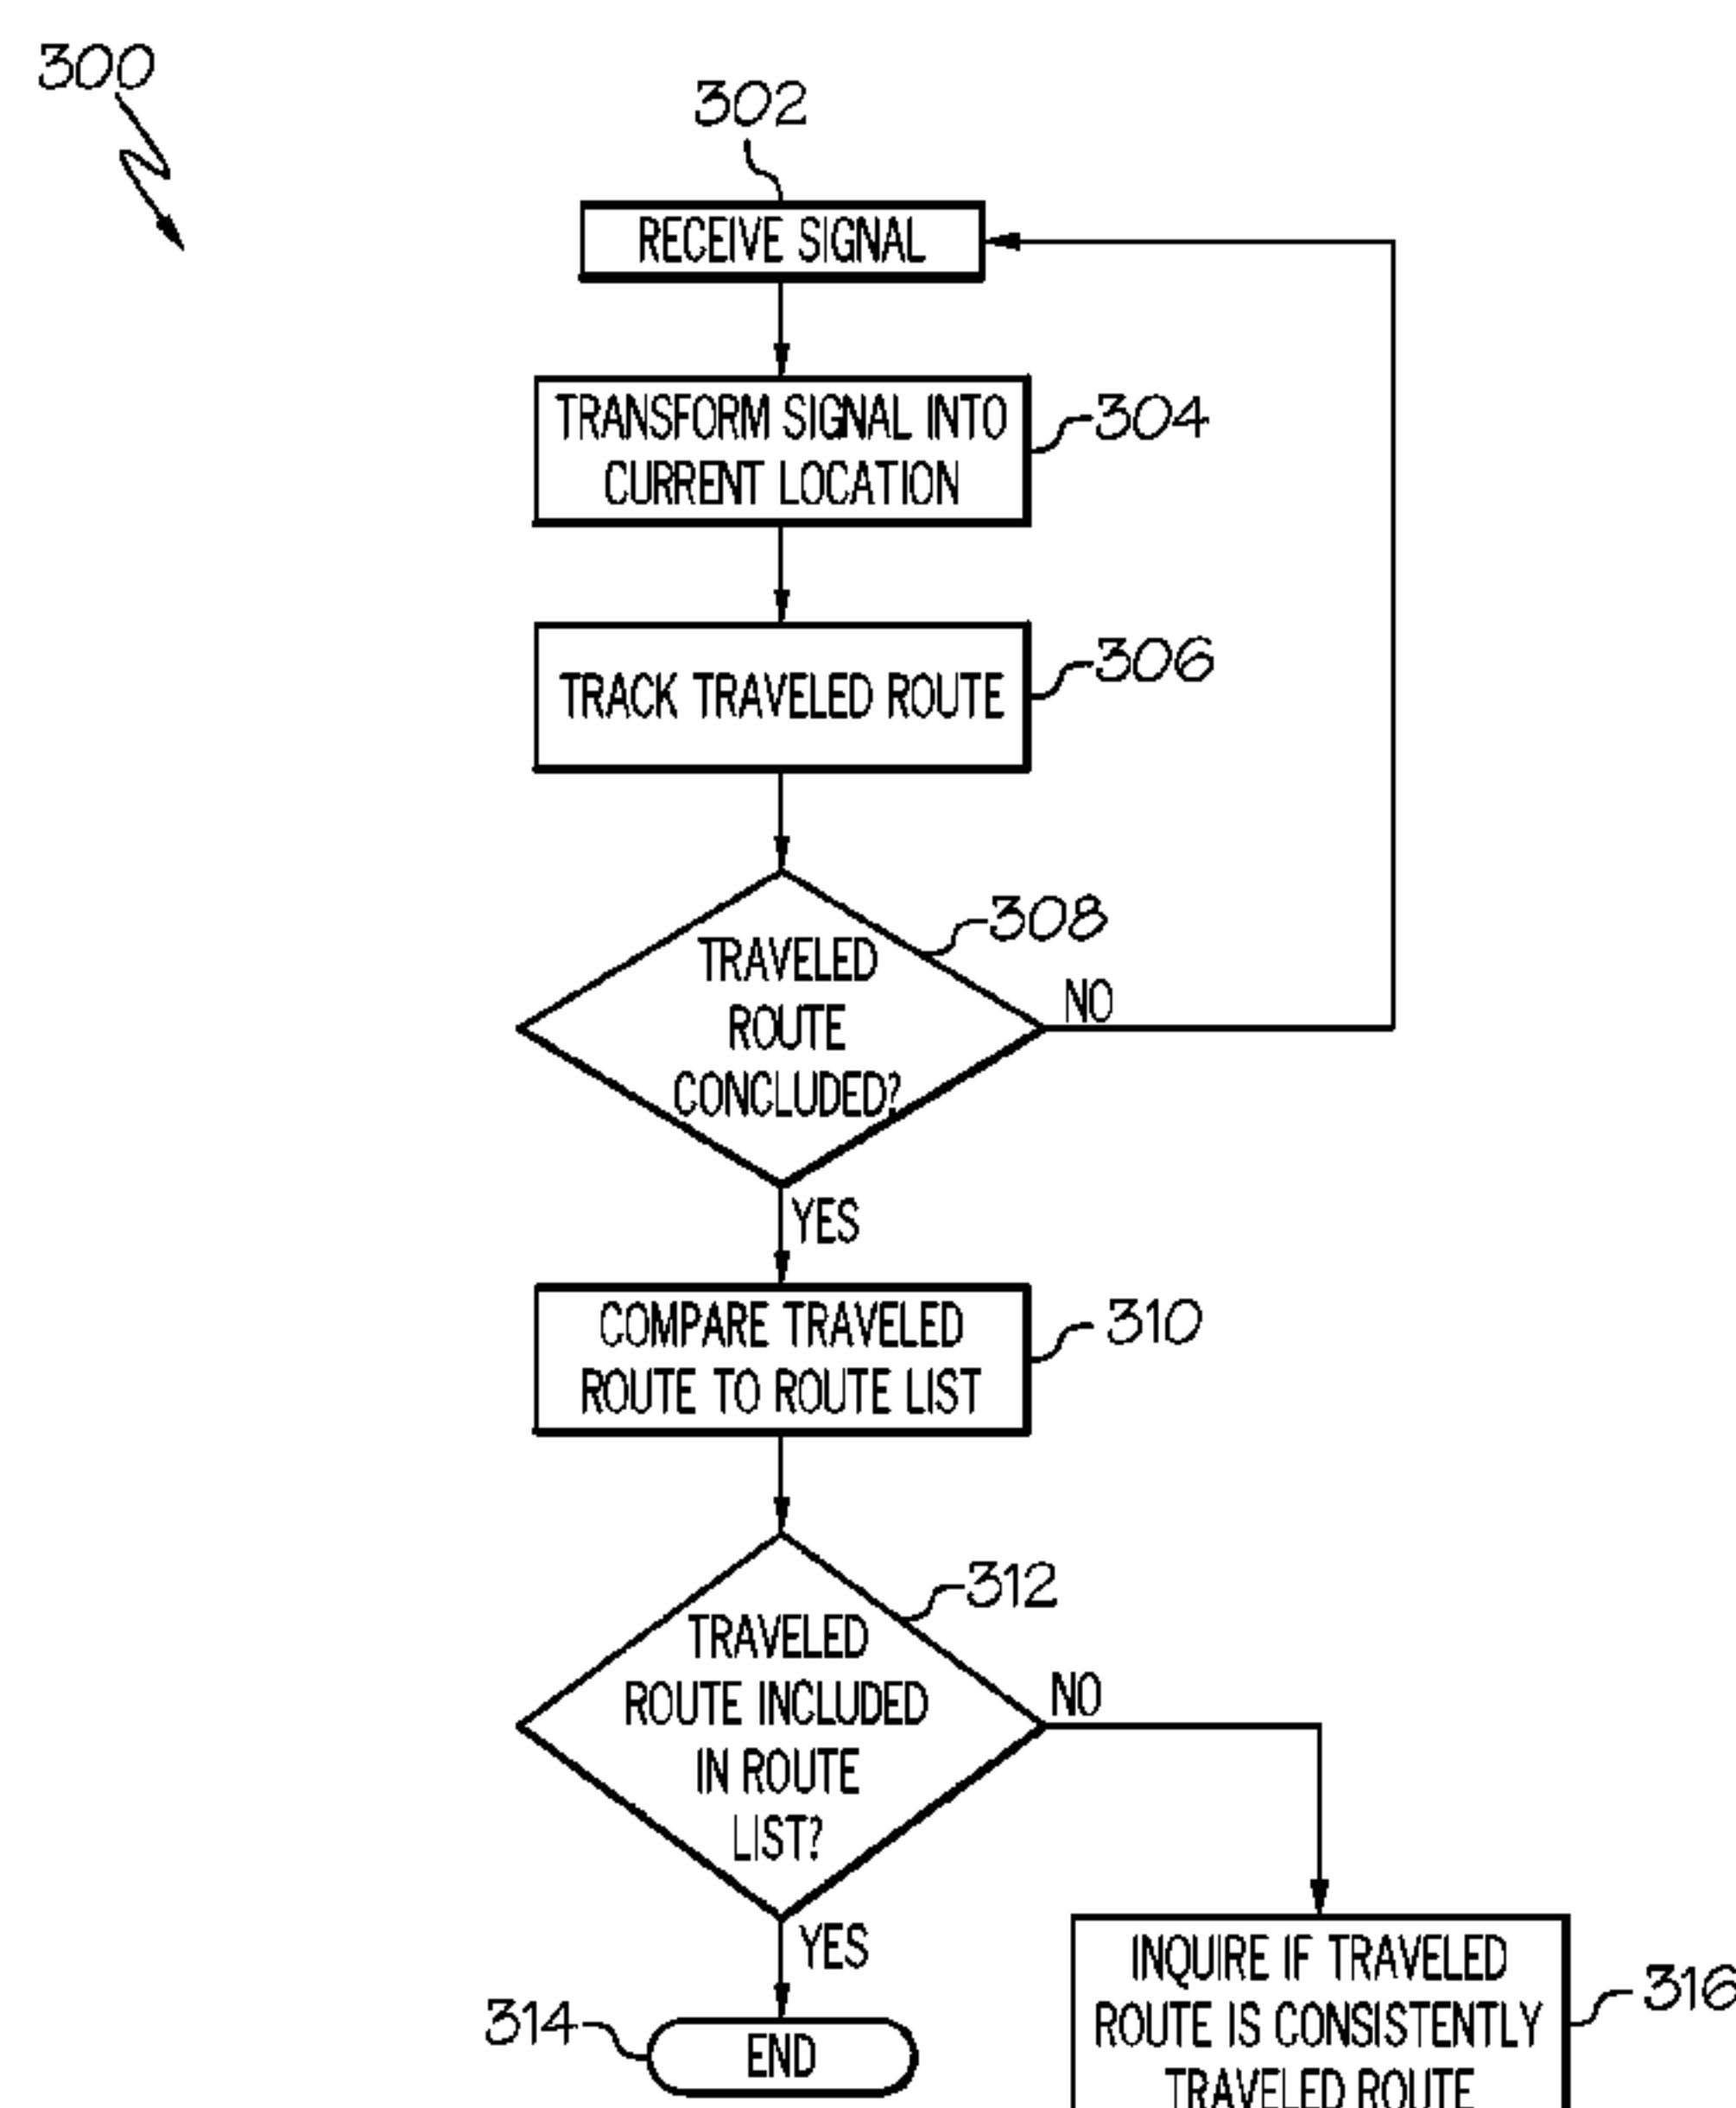 300
302
RECEIVE SIGNAL
TRANSFORM SIGNAL INTO
CURRENT LOCATION
304
TRACK TRAVELED ROUTE
306
308
TRAVELED
ROUTE
CONCLUDED?
NO
YES
COMPARE TRAVELED
ROUTE TO ROUTE LIST
310
312
TRAVELED
ROUTE INCLUDED
IN ROUTE
LIST?
NO
YES
314
END
INQUIRE IF TRAVELED
ROUTE IS CONSISTENTLY
TRAVELED ROUTE
316